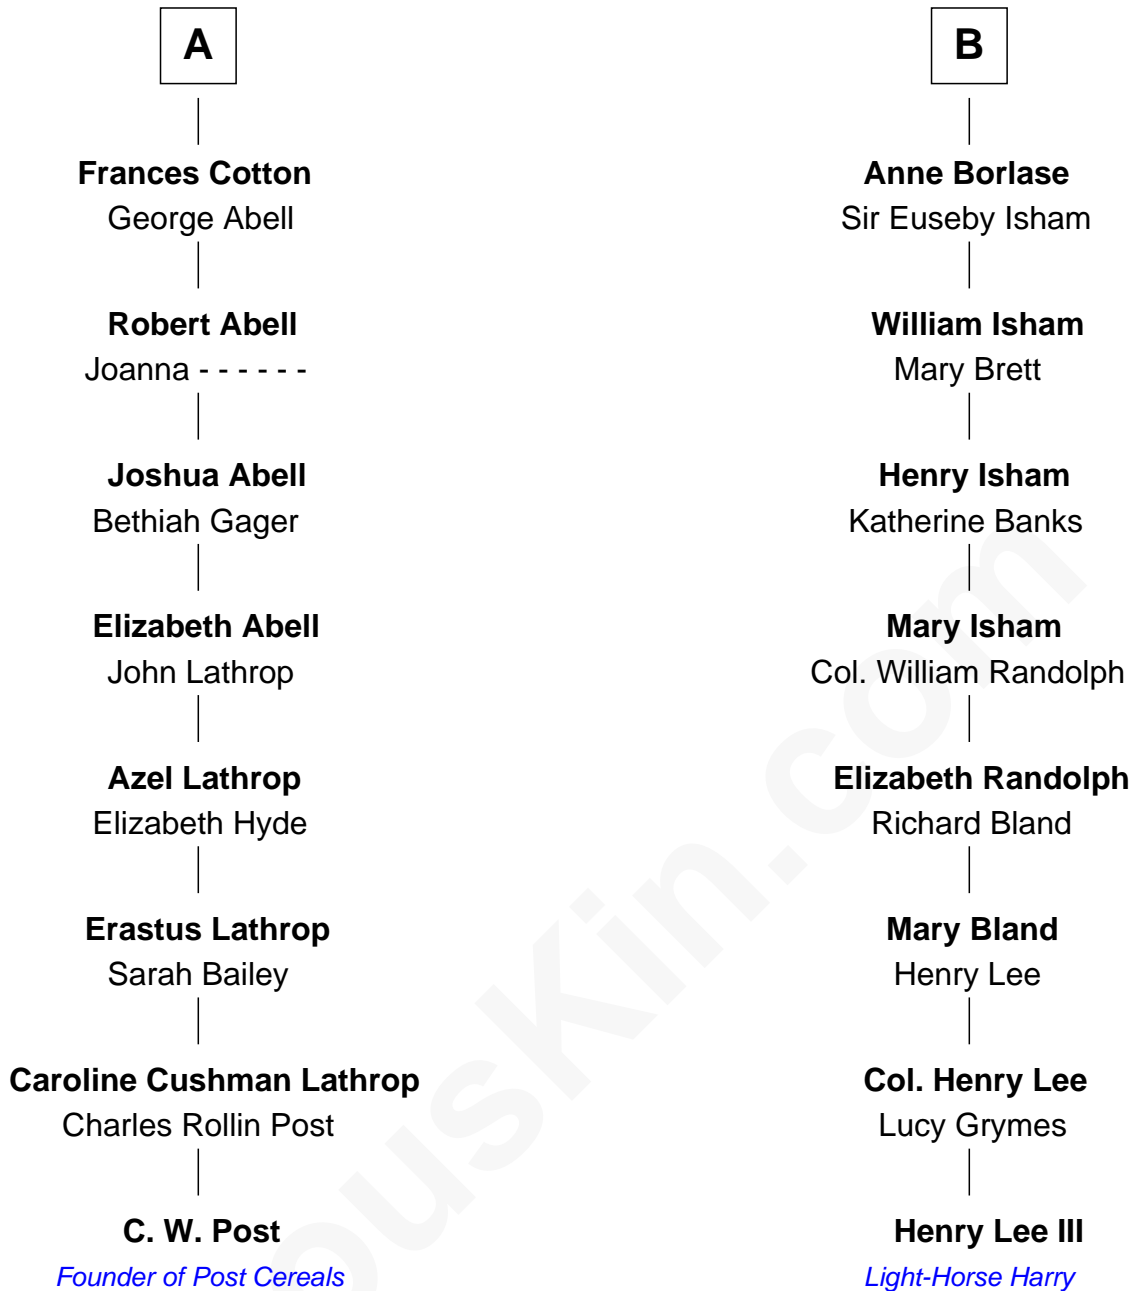 A
Frances Cotton
George Abell
Robert Abell
Joanna - - - - - -
Joshua Abell
Bethiah Gager
Elizabeth Abell
John Lathrop
Azel Lathrop
Elizabeth Hyde
Erastus Lathrop
Sarah Bailey
Caroline Cushman Lathrop
Charles Rollin Post
C. W. Post
Founder of Post Cereals
B
Anne Borlase
Sir Euseby Isham
William Isham
Mary Brett
Henry Isham
Katherine Banks
Mary Isham
Col. William Randolph
Elizabeth Randolph
Richard Bland
Mary Bland
Henry Lee
Col. Henry Lee
Lucy Grymes
Henry Lee III
Light-Horse Harry
ouskin.com